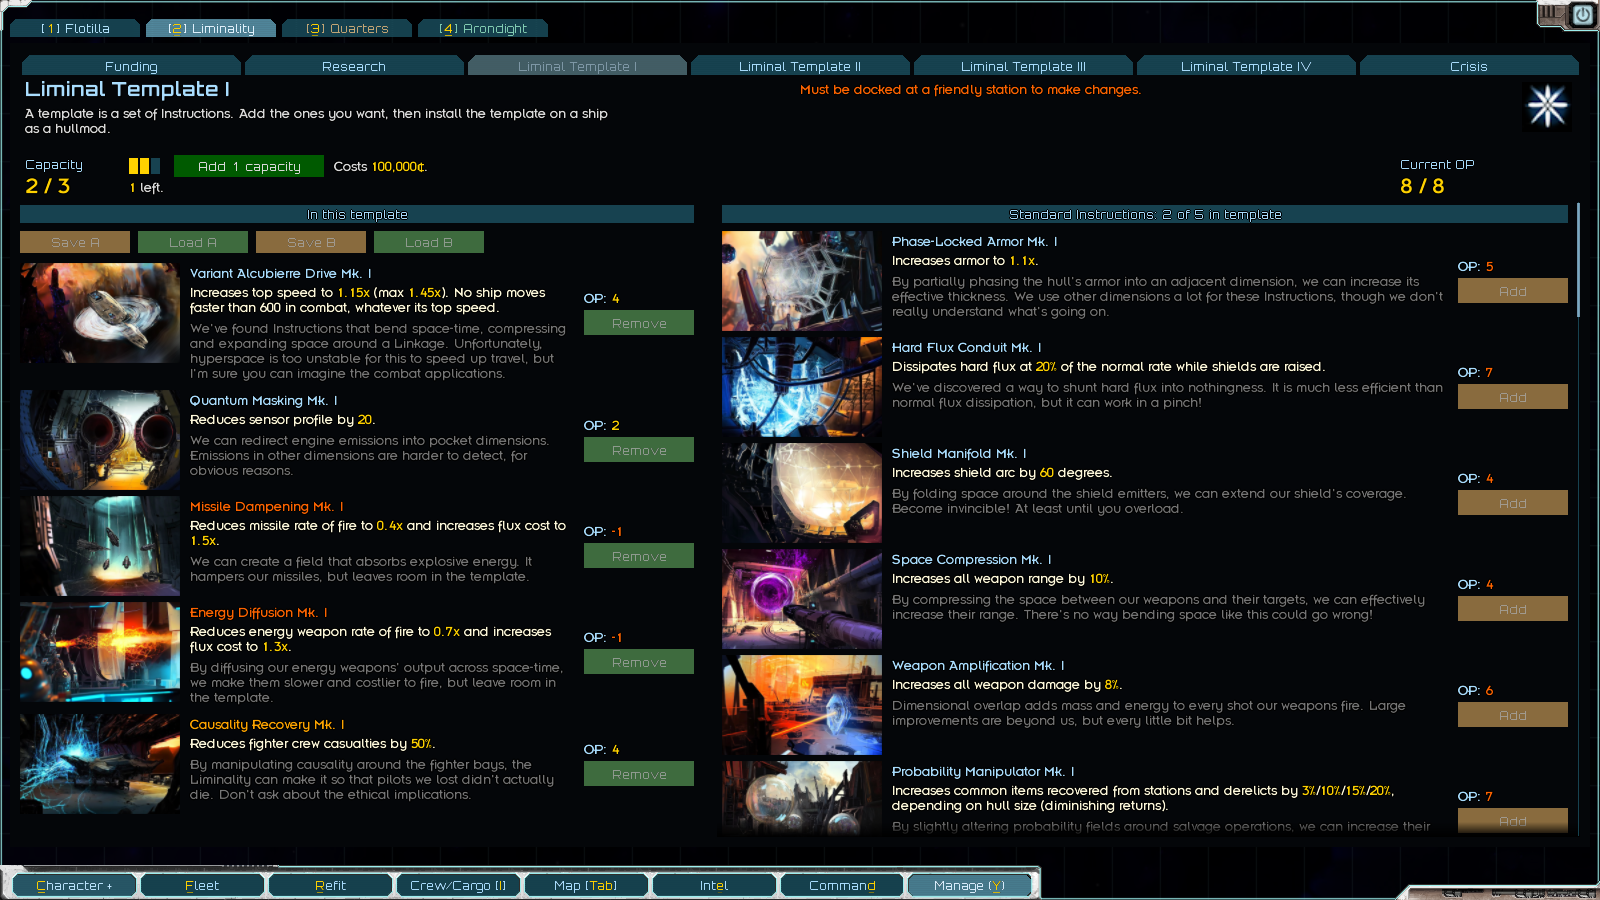 [1] Flotilla
[2] Liminality
[3] Quarters
[4] Arondight
Funding
Research
Liminal Template I
Liminal Template II
Liminal Template III
Liminal Template IV
Crisis
Liminal Template I
Must be docked at a friendly station to make changes.
A template is a set of Instructions. Add the ones you want, then install the template on a ship
as a hullmod.
Capacity
2 / 3
1 left.
Add 1 capacity
Costs 100,000¢.
Current OP
8 / 8
In this template
Save A
Load A
Save B
Load B
Variant Alcubierre Drive Mk. I
Increases top speed to 1.15x (max 1.45x). No ship moves
faster than 600 in combat, whatever its top speed.
We've found Instructions that bend space-time, compressing
and expanding space around a Linkage. Unfortunately,
hyperspace is too unstable for this to speed up travel, but
I'm sure you can imagine the combat applications.
OP: 4
Remove
Quantum Masking Mk. I
Reduces sensor profile by 20.
We can redirect engine emissions into pocket dimensions.
Emissions in other dimensions are harder to detect, for
obvious reasons.
OP: 2
Remove
Missile Dampening Mk. I
Reduces missile rate of fire to 0.4x and increases flux cost to
1.5x.
We can create a field that absorbs explosive energy. It
hampers our missiles, but leaves room in the template.
OP: -1
Remove
Energy Diffusion Mk. I
Reduces energy weapon rate of fire to 0.7x and increases
flux cost to 1.3x.
By diffusing our energy weapons' output across space-time,
we make them slower and costlier to fire, but leave room in
the template.
OP: -1
Remove
Causality Recovery Mk. I
Reduces fighter crew casualties by 50%.
By manipulating causality around the fighter bays, the
Liminality can make it so that pilots we lost didn't actually
die. Don't ask about the ethical implications.
OP: 4
Remove
Standard Instructions: 2 of 5 in template
Phase-Locked Armor Mk. I
Increases armor to 1.1x.
By partially phasing the hull's armor into an adjacent dimension, we can increase its
effective thickness. We use other dimensions a lot for these Instructions, though we don't
really understand what's going on.
OP: 5
Add
Hard Flux Conduit Mk. I
Dissipates hard flux at 20% of the normal rate while shields are raised.
We've discovered a way to shunt hard flux into nothingness. It is much less efficient than
normal flux dissipation, but it can work in a pinch!
OP: 7
Add
Shield Manifold Mk. I
Increases shield arc by 60 degrees.
By folding space around the shield emitters, we can extend our shield's coverage.
Become invincible! At least until you overload.
OP: 4
Add
Space Compression Mk. I
Increases all weapon range by 10%.
By compressing the space between our weapons and their targets, we can effectively
increase their range. There's no way bending space like this could go wrong!
OP: 4
Add
Weapon Amplification Mk. I
Increases all weapon damage by 8%.
Dimensional overlap adds mass and energy to every shot our weapons fire. Large
improvements are beyond us, but every little bit helps.
OP: 6
Add
Probability Manipulator Mk. I
Increases common items recovered from stations and derelicts by 3%/10%/15%/20%,
depending on hull size (diminishing returns).
By slightly altering probability fields around salvage operations, we can increase their
OP: 7
Add
Character +
Fleet
Refit
Crew/Cargo [I]
Map [Tab]
Intel
Command
Manage (Y)